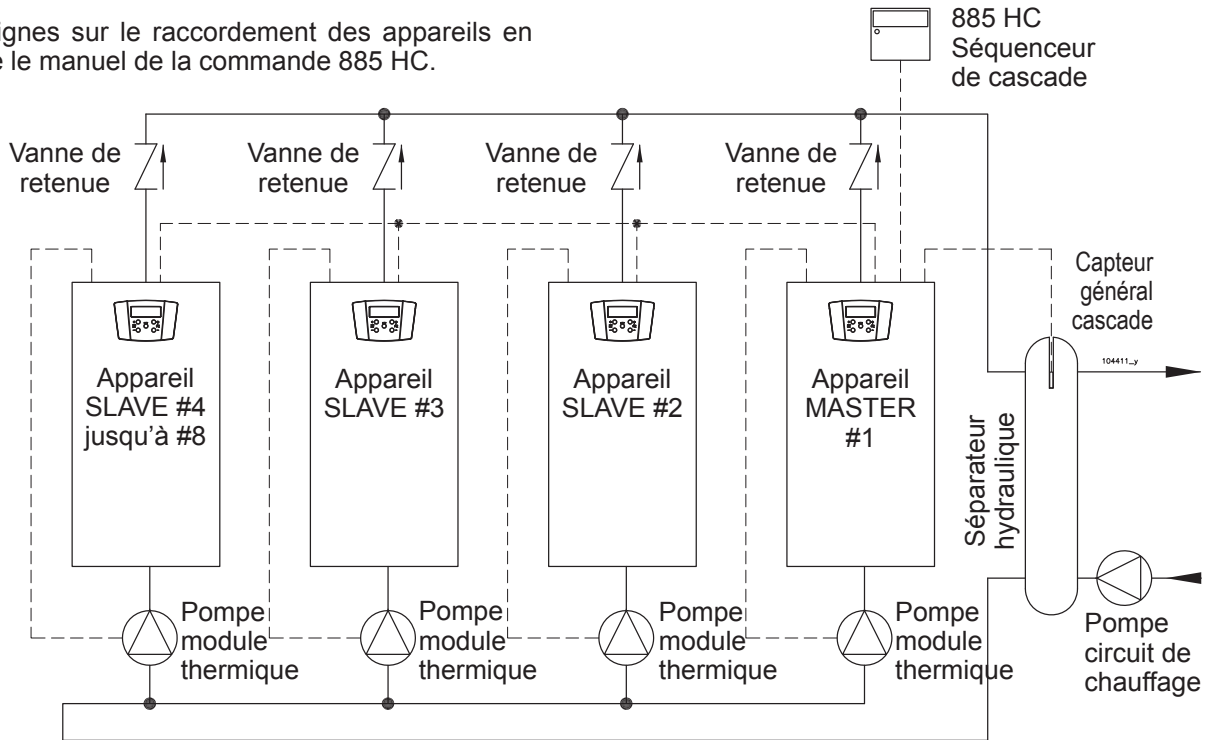 ignes sur le raccordement des appareils en
e le manuel de la commande 885 HC.
885 HC
Séquenceur
de cascade
Vanne de
retenue
Vanne de
retenue
Vanne de
retenue
Vanne de
retenue
Capteur
général
cascade
104411_y
Appareil
SLAVE #4
jusqu'à #8
Appareil
SLAVE #3
Appareil
SLAVE #2
Appareil
MASTER
#1
Séparateur
hydraulique
Pompe
module
thermique
Pompe
module
thermique
Pompe
module
thermique
Pompe
module
thermique
Pompe
circuit de
chauffage